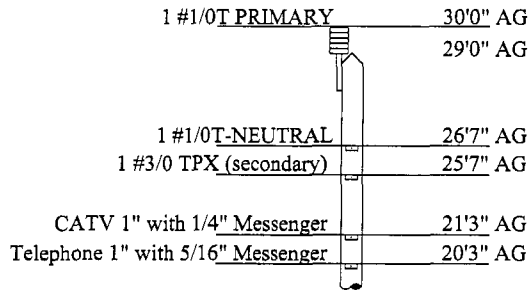 1 #1/0T PRIMARY 30'0" AG
29'0" AG
1 #1/0T-NEUTRAL 26'7" AG
1 #3/0 TPX (secondary) 25'7" AG
CATV 1" with 1/4" Messenger 21'3" AG
Telephone 1" with 5/16" Messenger 20'3" AG